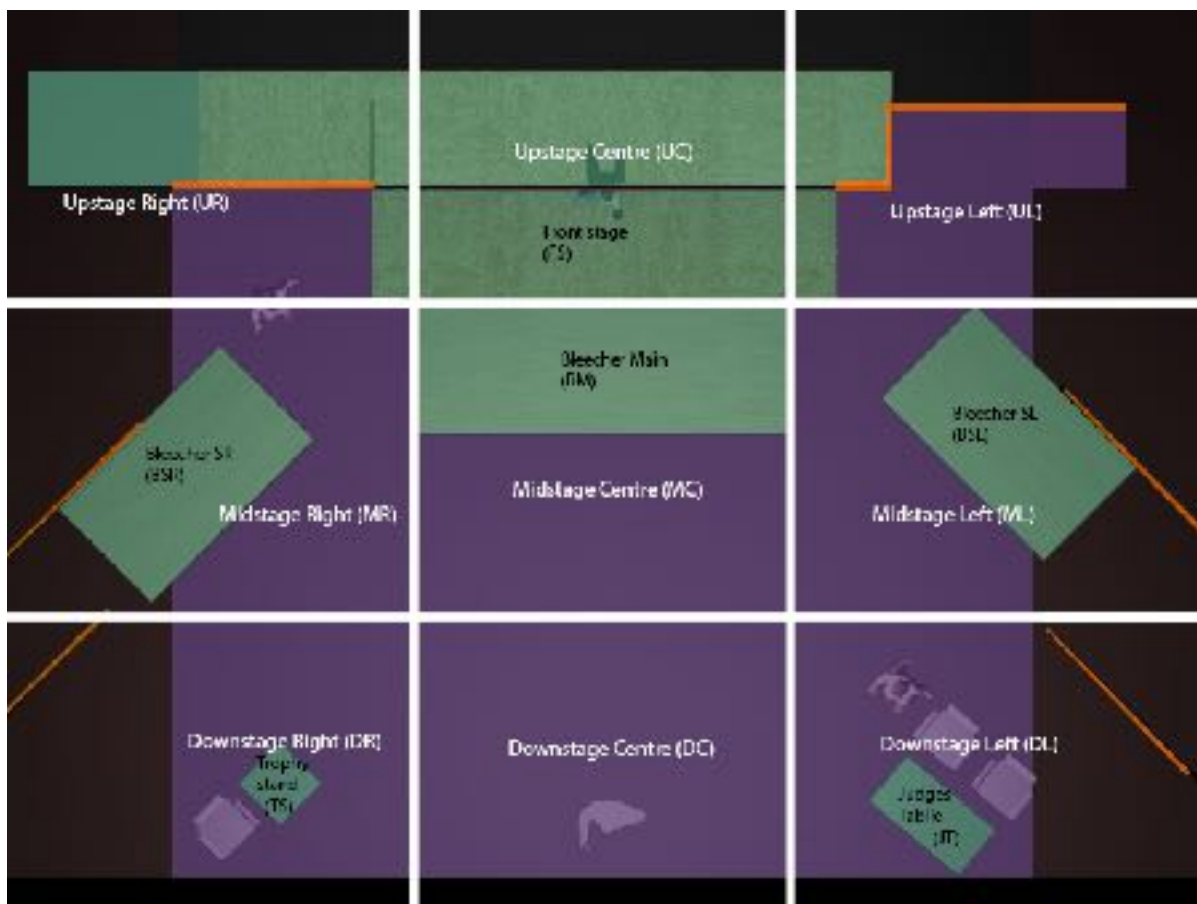 Upstage Centre (UC)
Upstage Right (UR)
Upstage Left (UL)
Front stage
(FS)
Bleecher Main
(BM)
Bleecher SR
(BSR)
Bleecher SL
(BSL)
Midstage Right (MR)
Midstage Centre (MC)
Midstage Left (ML)
Downstage Right (DR)
Trophy
stand
(TS)
Downstage Centre (DC)
Downstage Left (DL)
Judges
(JT)